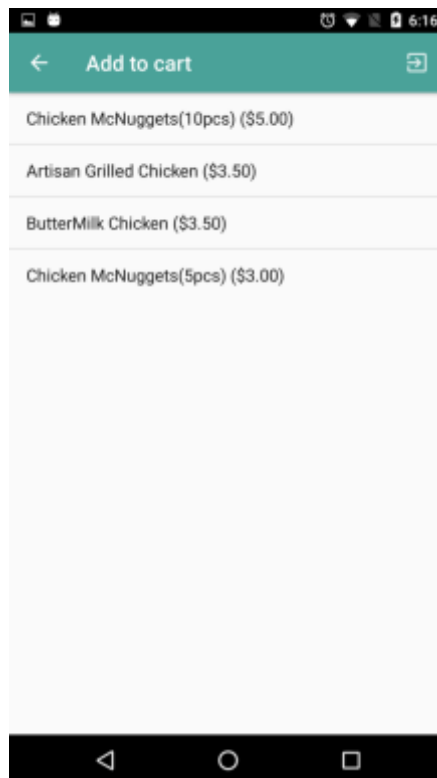 6:16
Add to cart
Chicken McNuggets(10pcs) ($5.00)
Artisan Grilled Chicken ($3.50)
ButterMilk Chicken ($3.50)
Chicken McNuggets(5pcs) ($3.00)